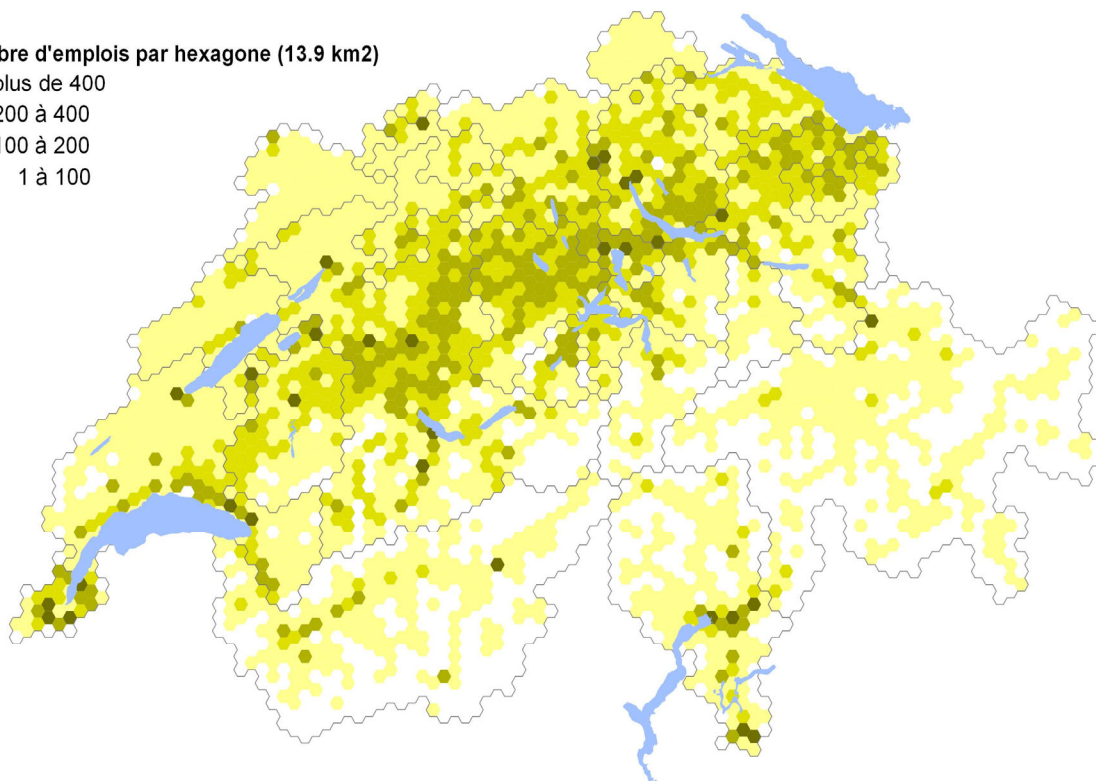 bre d'emplois par hexagone (13.9 km2)
plus de 400
200 à 400
100 à 200
1 à 100